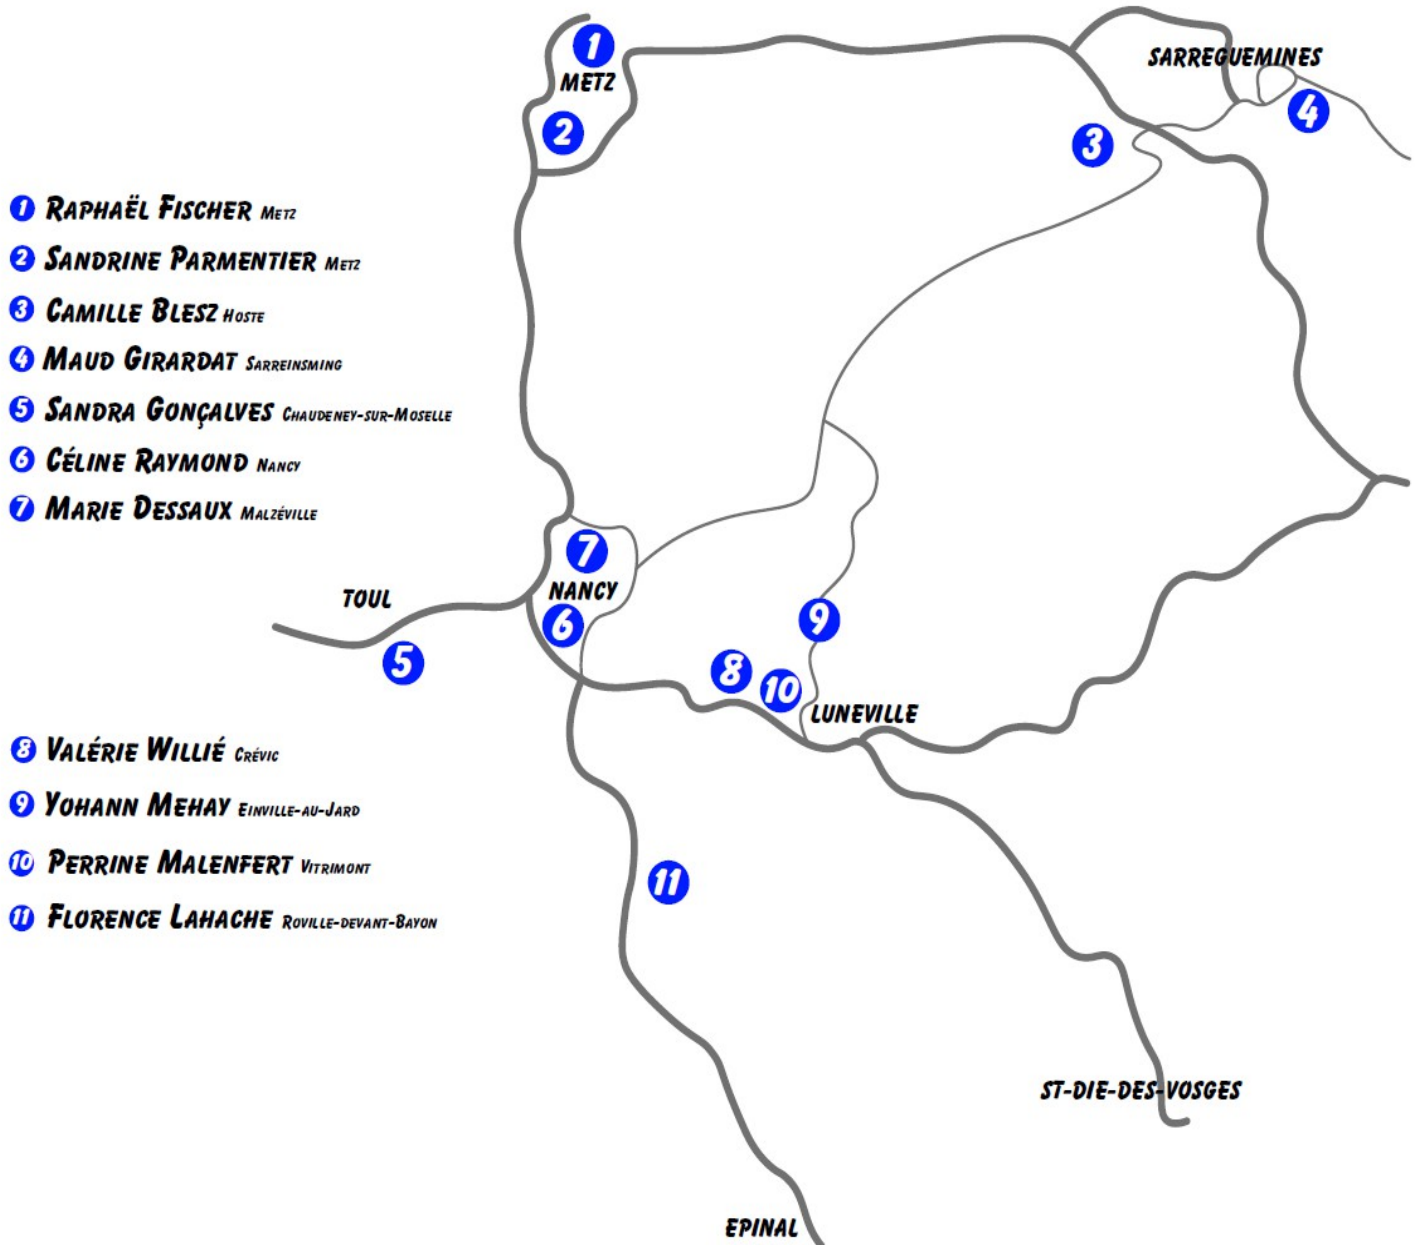 1
METZ
SARREGUEMINES
2
3
4
1 RAPHAËL FISCHER METZ
2 SANDRINE PARMENTIER METZ
3 CAMILLE BLESZ HOSTE
4 MAUD GIRARDAT SARREINSMING
5 SANDRA GONÇALVES CHAUDENEY-SUR-MOSELLE
6 CÉLINE RAYMOND NANCY
7 MARIE DESSAUX MALZÉVILLE
7
NANCY
TOUL
6
9
5
8
10
LUNEVILLE
8 VALÉRIE WILLIÉ CRÉVIC
9 YOHANN MEHAY EINVILLE-AU-JARD
10 PERRINE MALENFERT VITRIMONT
11 FLORENCE LAHACHE ROVILLE-DEVANT-BAYON
11
ST-DIE-DES-VOSGES
EPINAL